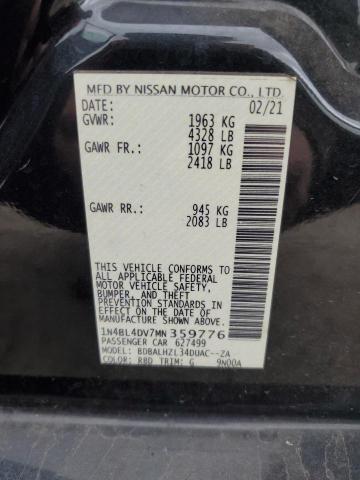 MFD BY NISSAN MOTOR CO., LTD.
DATE: 02/21
GVWR: 1963 KG
4328 LB
GAWR FR.: 1097 KG
2418 LB
GAWR RR.: 945 KG
2083 LB
THIS VEHICLE CONFORMS TO
ALL APPLICABLE FEDERAL
MOTOR VEHICLE SAFETY,
BUMPER, AND THEFT
PREVENTION STANDARDS IN
EFFECT ON THE DATE OF
MANUFACTURE SHOWN ABOVE.
1N4BL4DV7MN359776
PASSENGER CAR 627499
MODEL: BDBALHZL34DUAC--ZA
COLOR: RBD TRIM: G 9N00A